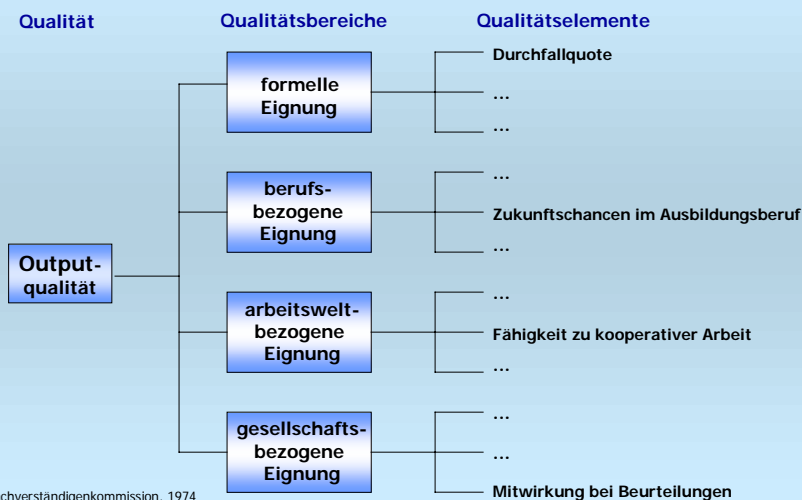 Qualität
Qualitätsbereiche
Qualitätselemente
Output-
qualität
formelle
Eignung
Durchfallquote
...
...
berufs-
bezogene
Eignung
...
Zukunftschancen im Ausbildungsberuf
...
arbeitswelt-
bezogene
Eignung
...
Fähigkeit zu kooperativer Arbeit
...
gesellschafts-
bezogene
Eignung
...
...
Mitwirkung bei Beurteilungen
chverständigenkommission, 1974